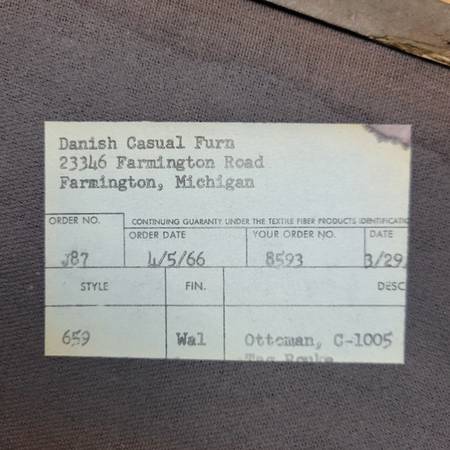 Danish Casual Furn
23346 Farmington Road
Farmington, Michigan
ORDER NO. CONTINUING GUARANTY UNDER THE TEXTILE FIBER PRODUCTS
ORDER DATE YOUR ORDER NO. DATE
J87 4/5/66 8593 3/29
STYLE FIN. DESC
659 Wal Ottoman, C-1005